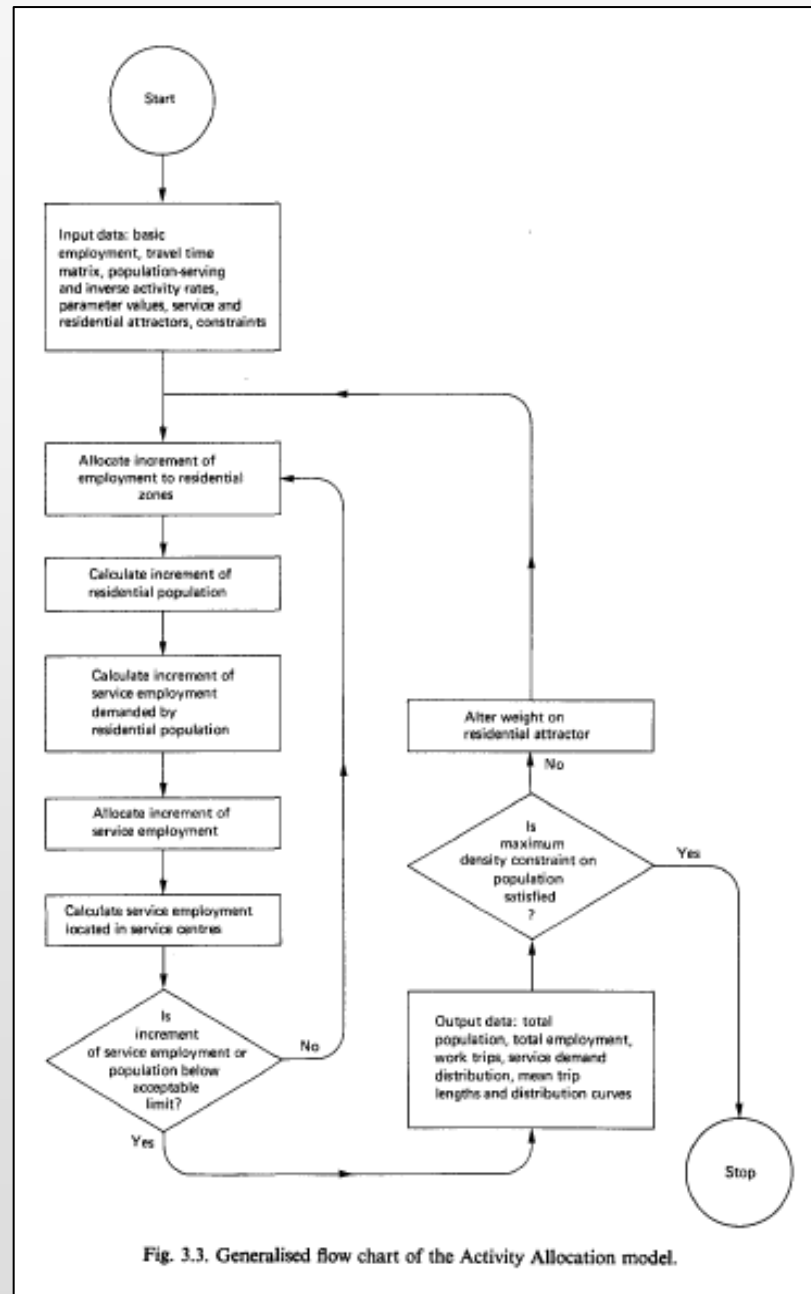 Start
Input data: basic
employment, travel time
matrix, population-serving
and inverse activity rates,
parameter values, service and
residential attractors, constraints
Allocate increment of
employment to residential
zones
Calculate increment of
residential population
Calculate increment of
service employment
demanded by
residential population
Allocate increment of
service employment
Calculate service employment
located in service centres
Is
increment
of service employment or
population below
acceptable
limit?
No
Yes
Output data: total
population, total employment,
work trips, service demand
distribution, mean trip
lengths and distribution curves
Is
maximum
density constraint on
population
satisfied
?
No
Alter weight on
residential attractor
Yes
Stop
Fig. 3.3. Generalised flow chart of the Activity Allocation model.